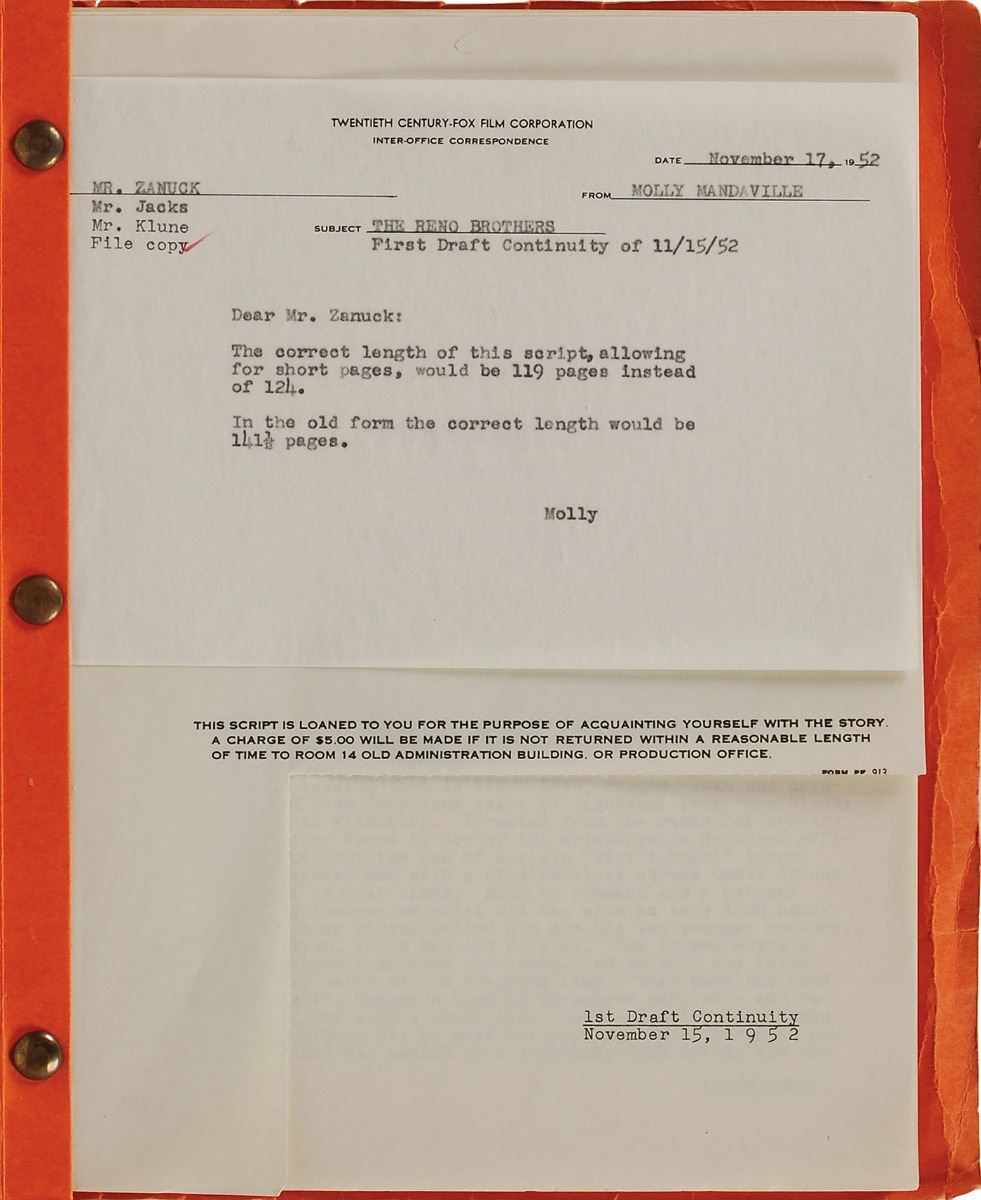 TWENTIETH CENTURY-FOX FILM CORPORATION
INTER-OFFICE CORRESPONDENCE
DATE November 17, 1952
MR. ZANUCK
FROM MOLLY MANDAVILLE
Mr. Jacks
Mr. Klune
SUBJECT THE RENO BROTHERS
File copy
First Draft Continuity of 11/15/52
Dear Mr. Zanuck:
The correct length of this script, allowing
for short pages, would be 119 pages instead
of 124.
In the old form the correct length would be
141½ pages.
Molly
THIS SCRIPT IS LOANED TO YOU FOR THE PURPOSE OF ACQUAINTING YOURSELF WITH THE STORY.
A CHARGE OF $5.00 WILL BE MADE IF IT IS NOT RETURNED WITHIN A REASONABLE LENGTH
OF TIME TO ROOM 14 OLD ADMINISTRATION BUILDING, OR PRODUCTION OFFICE.
FORM
1st Draft Continuity
November 15, 1 9 5 2